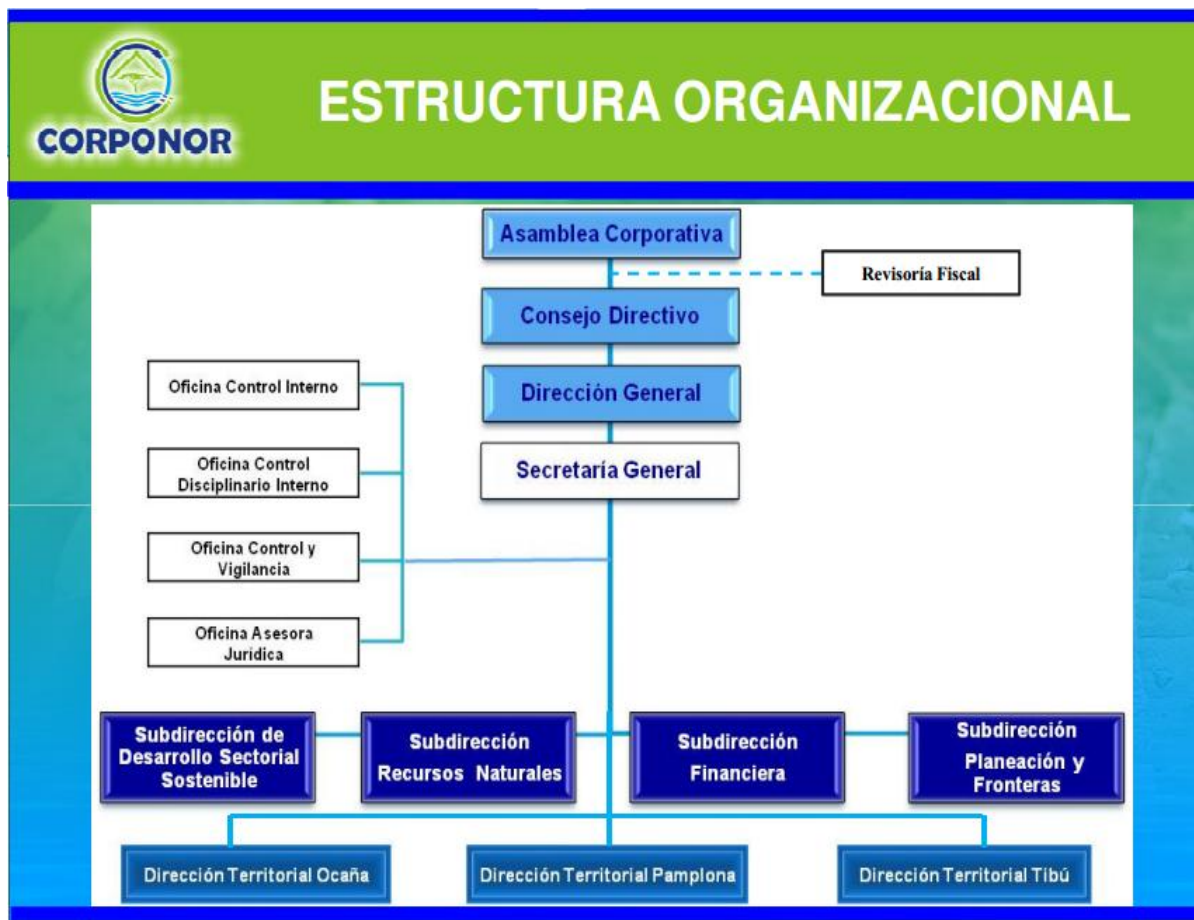 CORPONOR
ESTRUCTURA ORGANIZACIONAL
Asamblea Corporativa
Revisoría Fiscal
Consejo Directivo
Dirección General
Secretaría General
Oficina Control Interno
Oficina Control
Disciplinario Interno
Oficina Control y
Vigilancia
Oficina Asesora
Jurídica
Subdirección de
Desarrollo Sectorial
Sostenible
Subdirección
Recursos Naturales
Subdirección
Financiera
Subdirección
Planeación y
Fronteras
Dirección Territorial Ocaña
Dirección Territorial Pamplona
Dirección Territorial Tibú